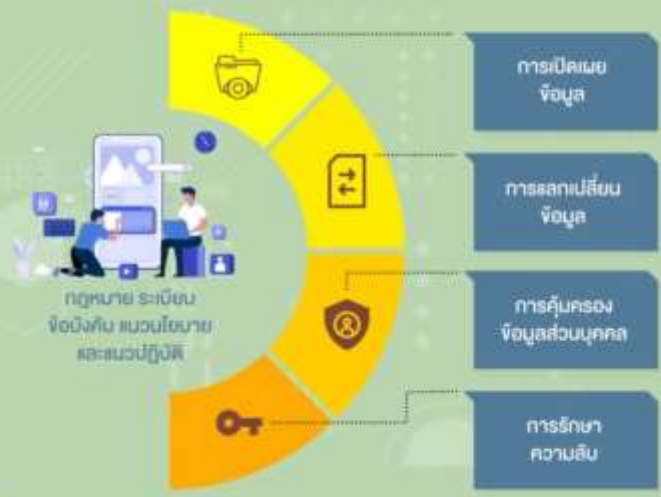 การเปิดเผย
ข้อมูล
การแลกเปลี่ยน
ข้อมูล
กฎหมาย ระเบียบ
ข้อบังคับ แนวนโยบาย
และแนวปฏิบัติ
การคุ้มครอง
ข้อมูลส่วนบุคคล
การรักษา
ความลับ